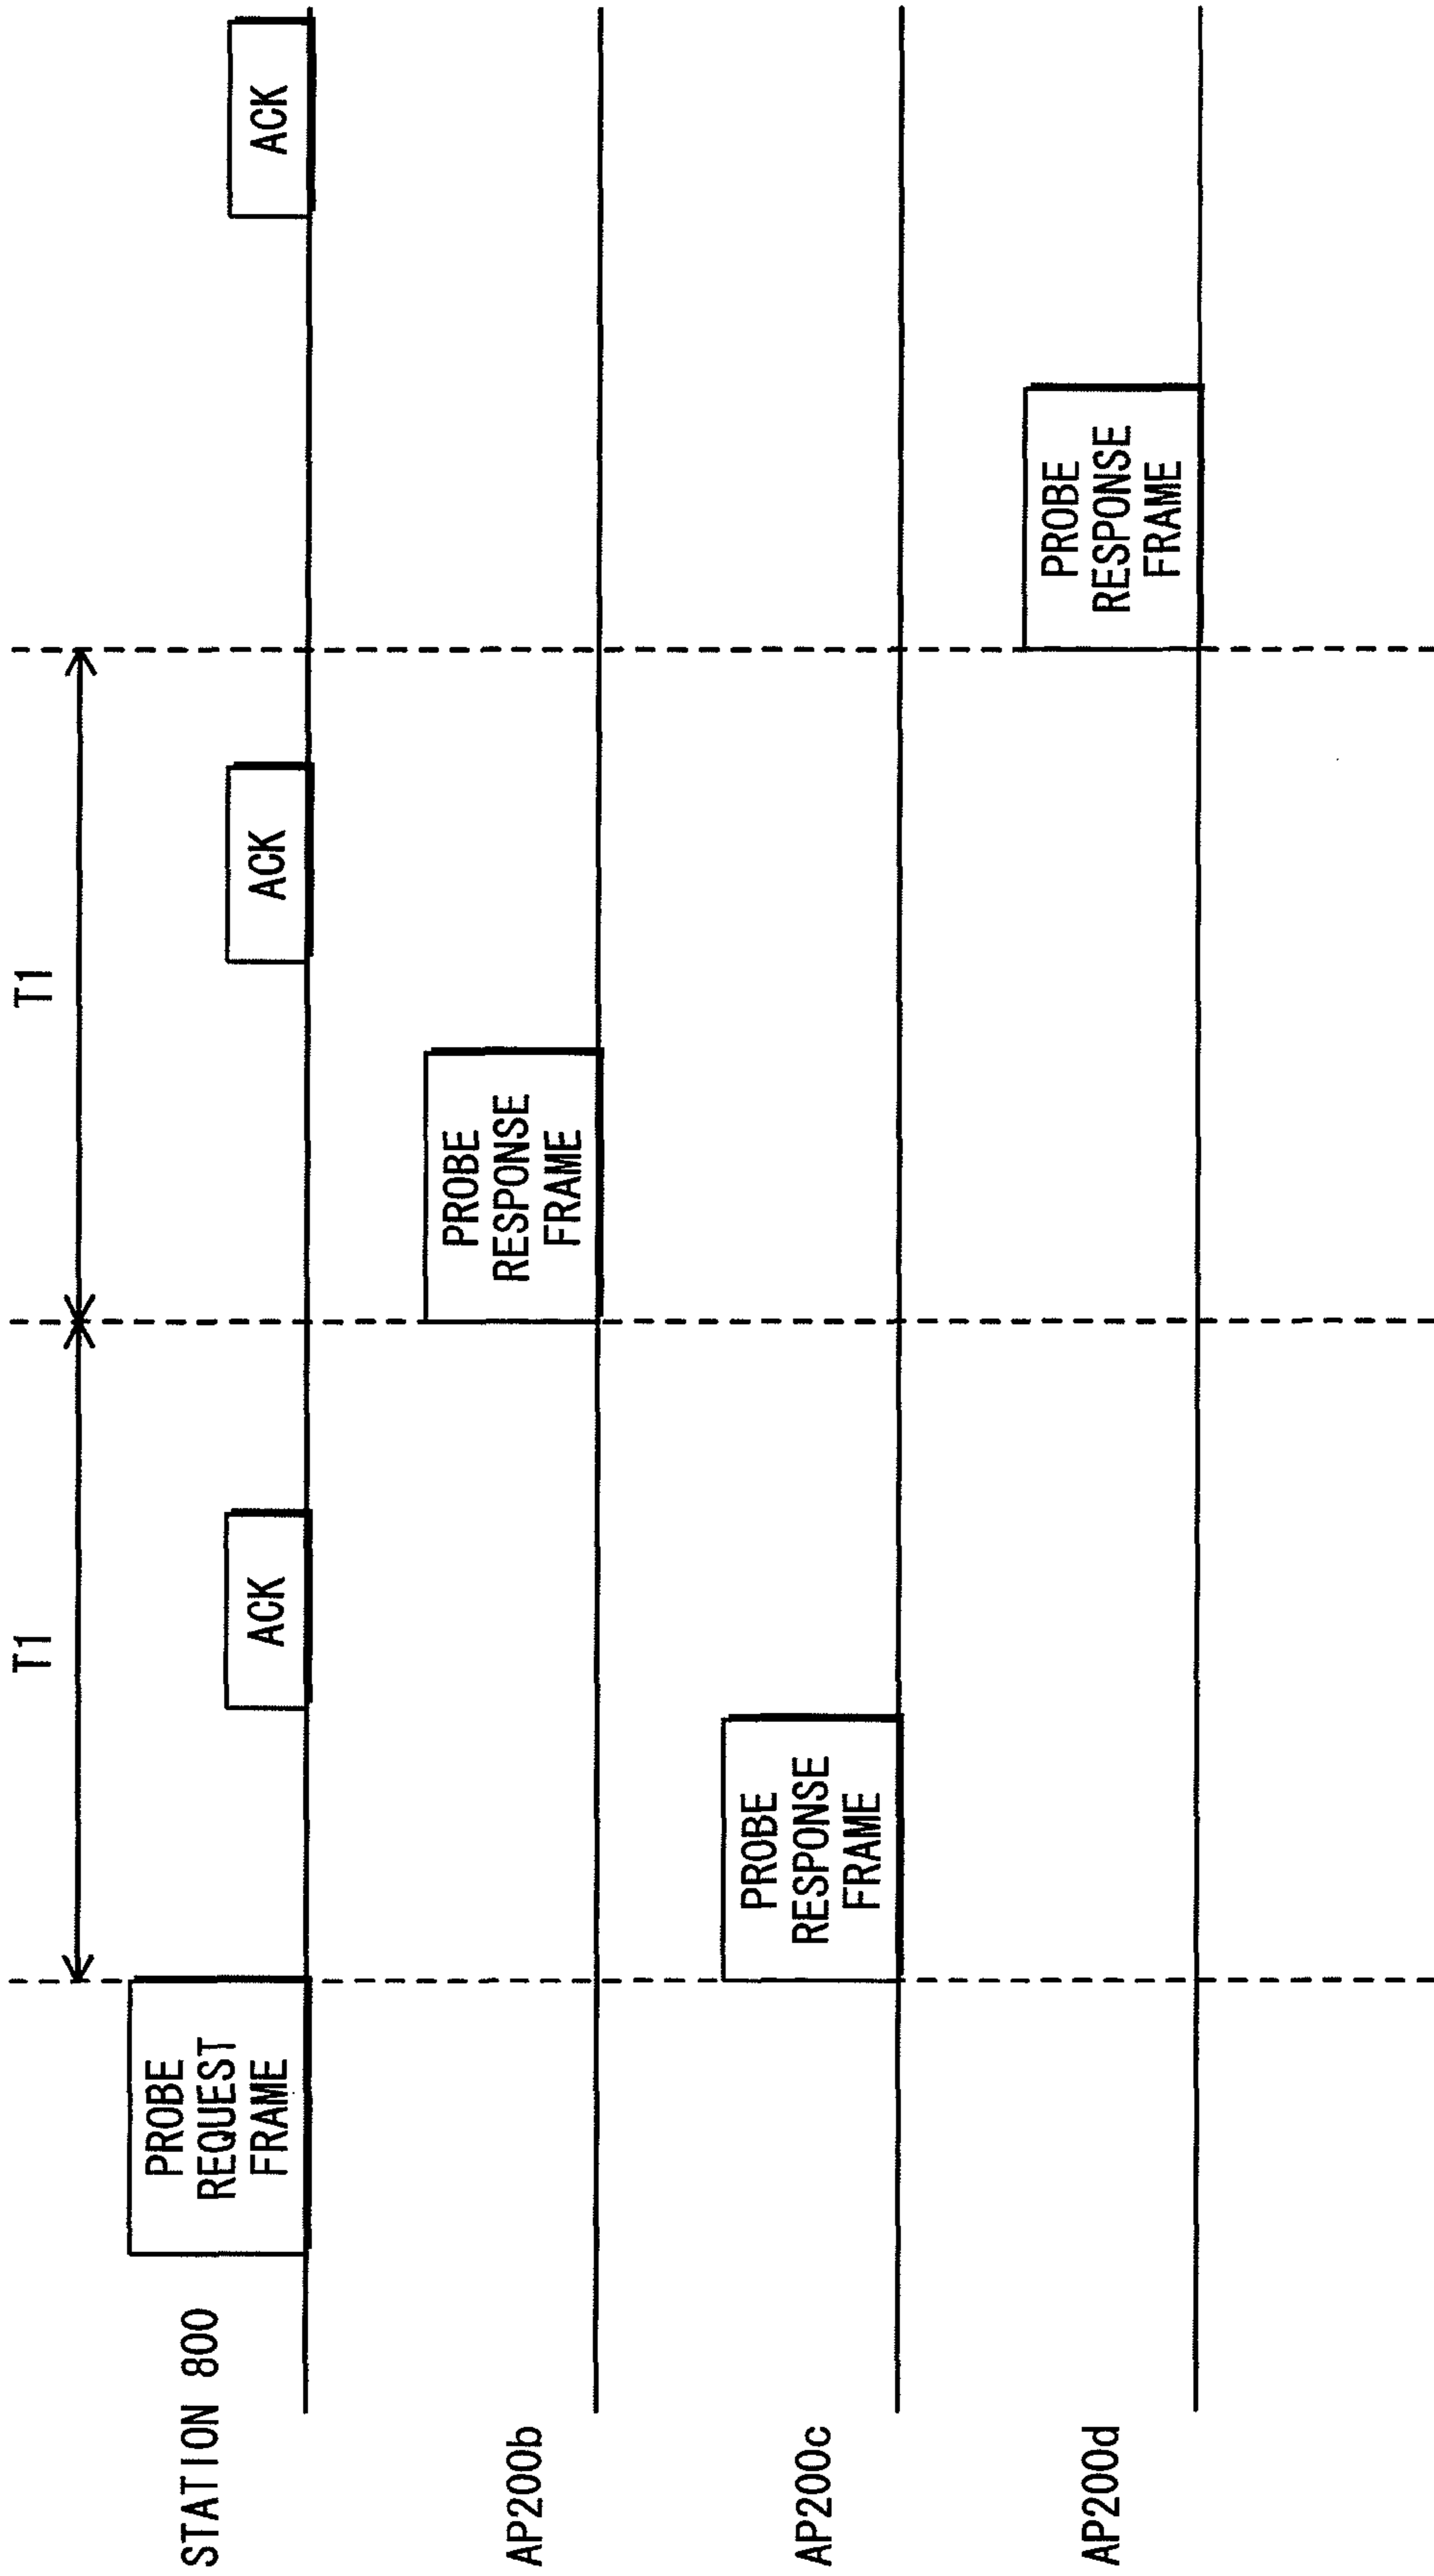 T1
T1
STATION 800
PROBE
REQUEST
FRAME
ACK
ACK
ACK
AP200b
PROBE
RESPONSE
FRAME
AP200c
PROBE
RESPONSE
FRAME
AP200d
PROBE
RESPONSE
FRAME